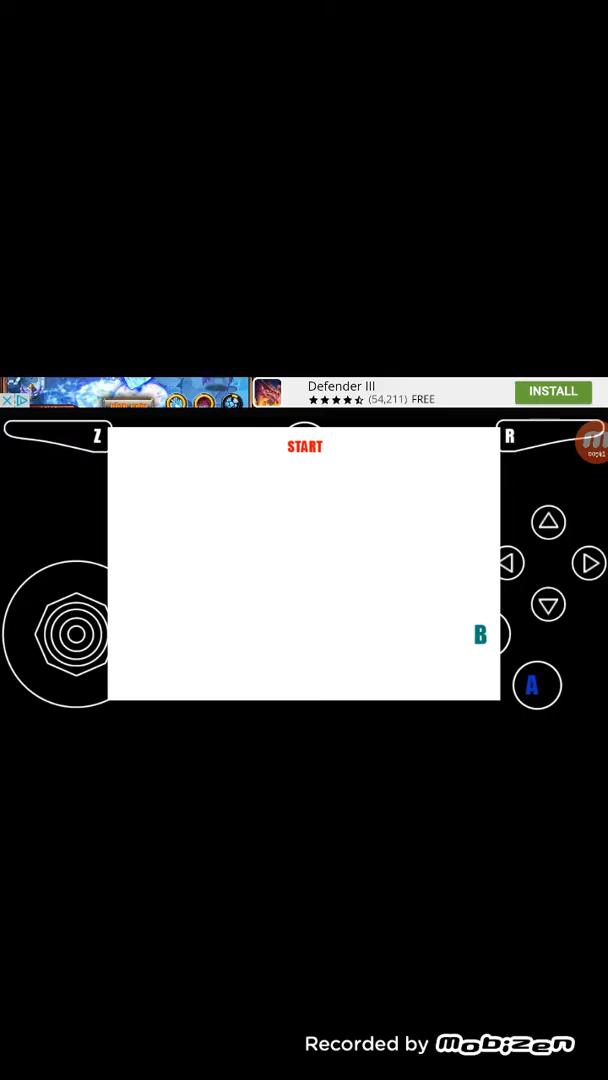 Defender III
(54,211) FREE
INSTALL
Z
START
R
B
A
Recorded by Mobizen